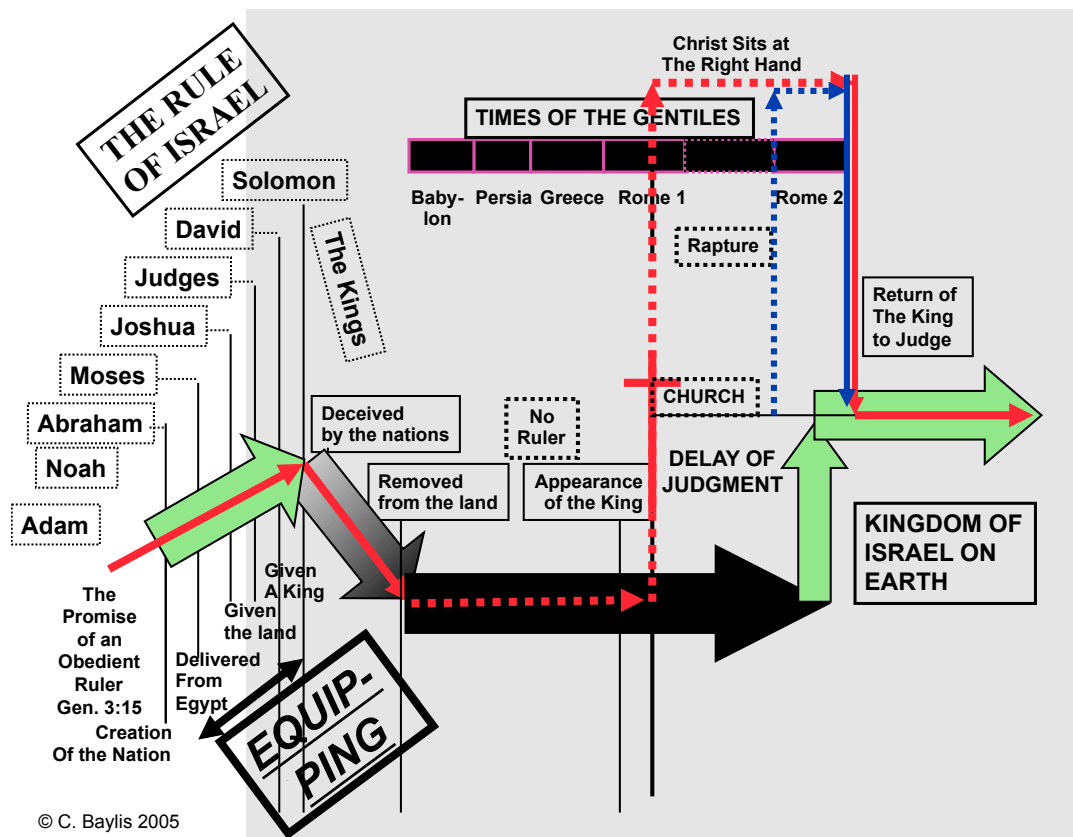 THE RULE
OF ISRAEL
Christ Sits at
The Right Hand
TIMES OF THE GENTILES
Baby-
lon
Persia
Greece
Rome 1
Rome 2
Solomon
David
The Kings
Judges
Joshua
Moses
Abraham
Noah
Adam
Rapture
Return of
The King
to Judge
Deceived
by the nations
No
Ruler
CHURCH
Removed
from the land
Appearance
of the King
DELAY OF
JUDGMENT
KINGDOM OF
ISRAEL ON
EARTH
The
Promise
of an
Obedient
Ruler
Gen. 3:15
Creation
Of the Nation
Delivered
From
Egypt
Given
the land
Given
A King
EQUIP-
PING
© C. Baylis 2005